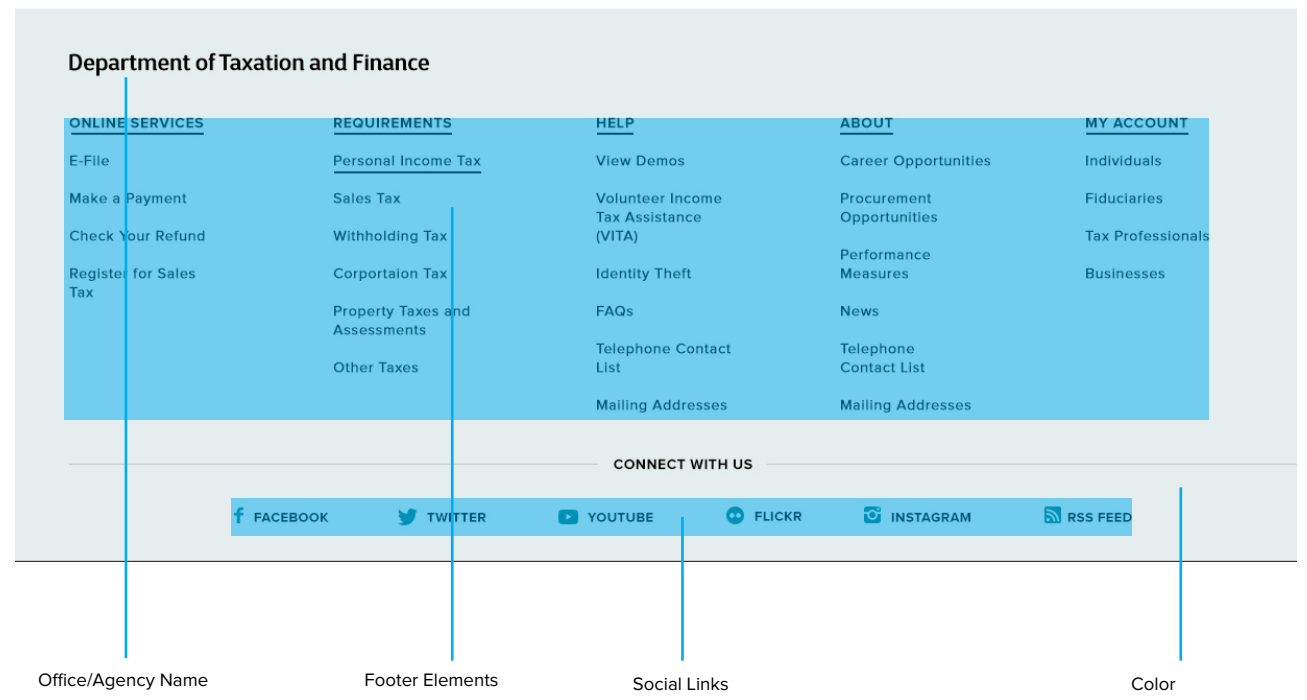 Department of Taxation and Finance
ONLINE SERVICES
E-File
Make a Payment
Check Your Refund
Register for Sales
Tax
REQUIREMENTS
Personal Income Tax
Sales Tax
Withholding Tax
Corportaion Tax
Property Taxes and
Assessments
Other Taxes
HELP
View Demos
Volunteer Income
Tax Assistance
(VITA)
Identity Theft
FAQs
Telephone Contact
List
Mailing Addresses
ABOUT
Career Opportunities
Procurement
Opportunities
Performance
Measures
News
Telephone
Contact List
Mailing Addresses
MY ACCOUNT
Individuals
Fiduciaries
Tax Professionals
Businesses
CONNECT WITH US
FACEBOOK
TWITTER
YOUTUBE
FLICKR
INSTAGRAM
RSS FEED
Office/Agency Name
Footer Elements
Social Links
Color